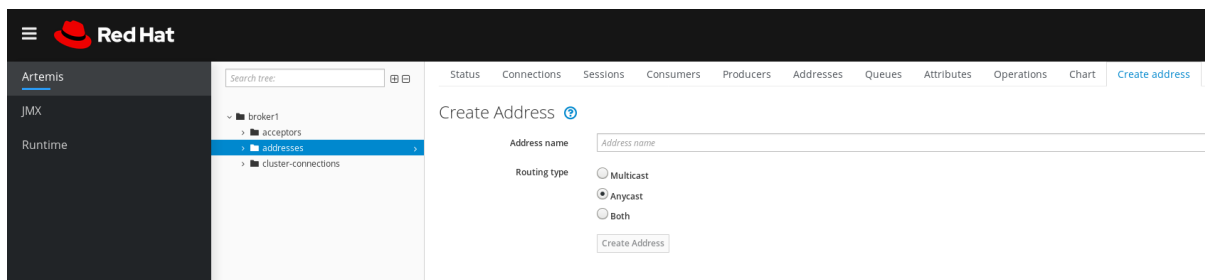 Red Hat
Artemis
JMX
Runtime
Search tree:
broker1
acceptors
addresses
cluster-connections
Status Connections Sessions Consumers Producers Addresses Queues Attributes Operations Chart Create address
Create Address
Address name Address name
Routing type Multicast
Anycast
Both
Create Address